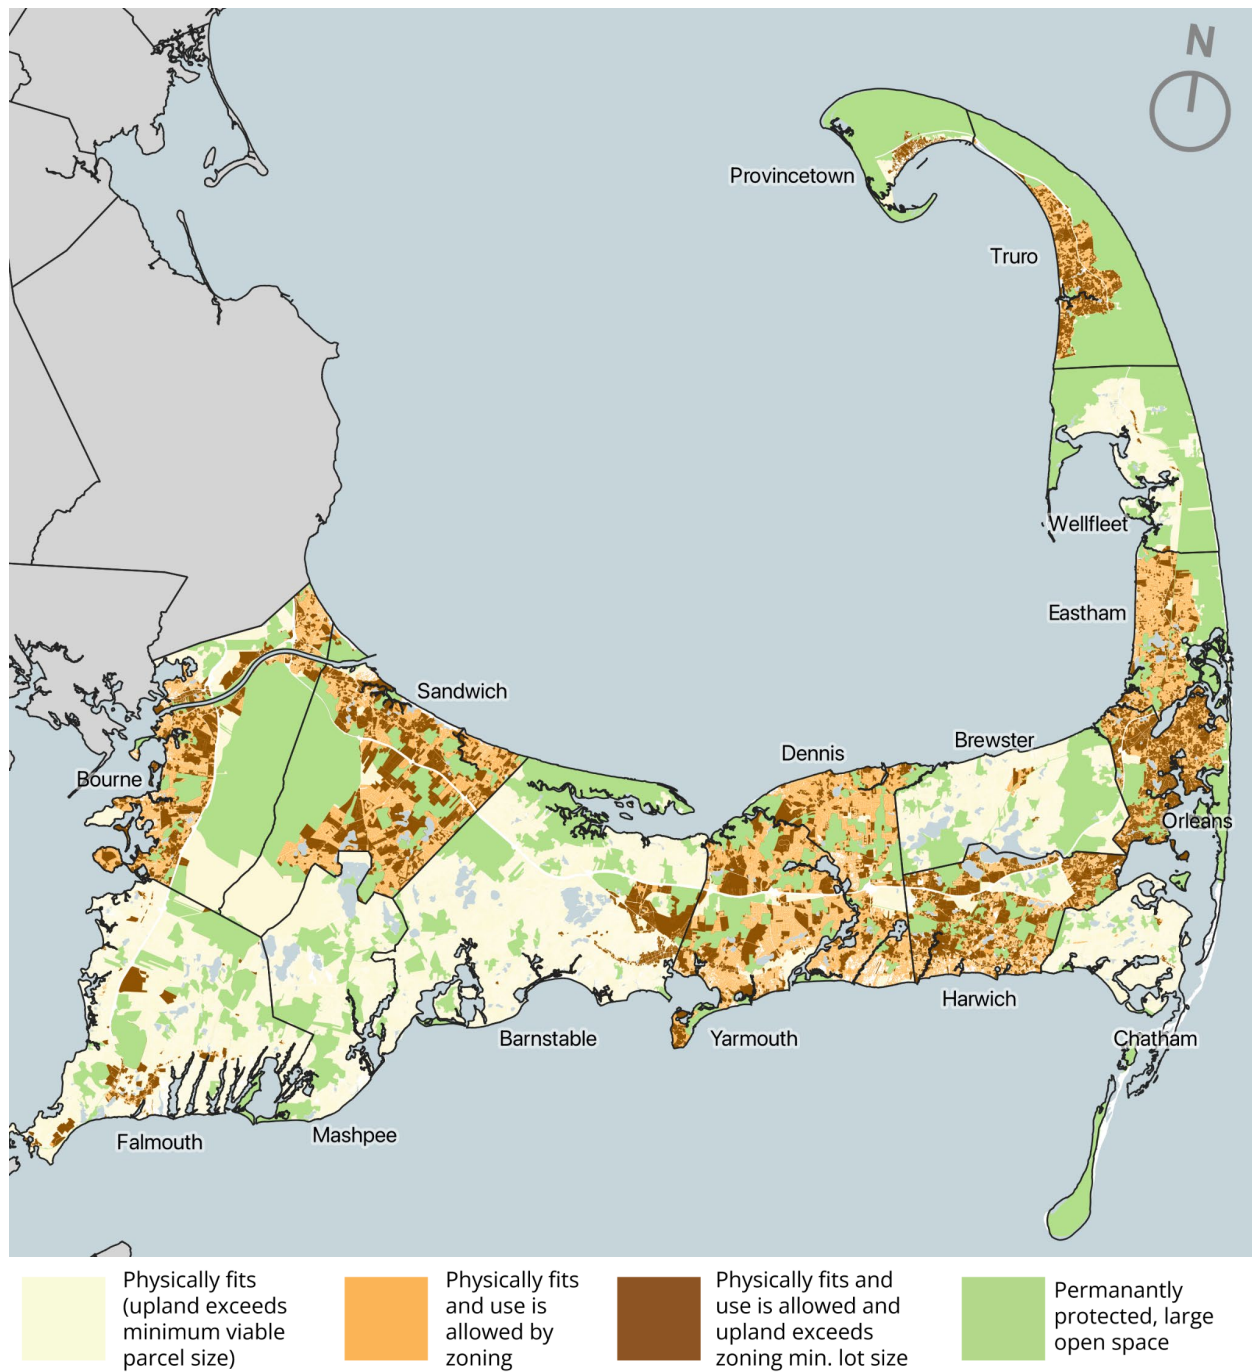 N
Provincetown
Truro
Wellfleet
Eastham
Sandwich
Brewster
Dennis
Bourne
Orleans
Harwich
Barnstable
Yarmouth
Chatham
Mashpee
Falmouth
Physically fits
(upland exceeds
minimum viable
parcel size)
Physically fits
and use is
allowed by
zoning
Physically fits and
use is allowed and
upland exceeds
zoning min. lot size
Permanantly
protected, large
open space